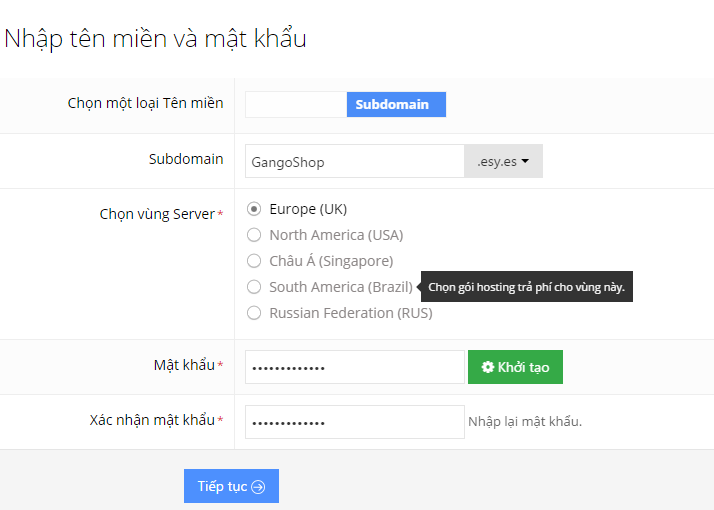 Nhập tên miền và mật khẩu
Chọn một loại Tên miền
Subdomain
Subdomain
GangoShop
.esy.es
Chọn vùng Server*
Europe (UK)
North America (USA)
Châu Á (Singapore)
South America (Brazil)
Chọn gói hosting trả phí cho vùng này.
Russian Federation (RUS)
Mật khẩu*
•••••••••••••
Khởi tạo
Xác nhận mật khẩu*
•••••••••••••
Nhập lại mật khẩu.
Tiếp tục